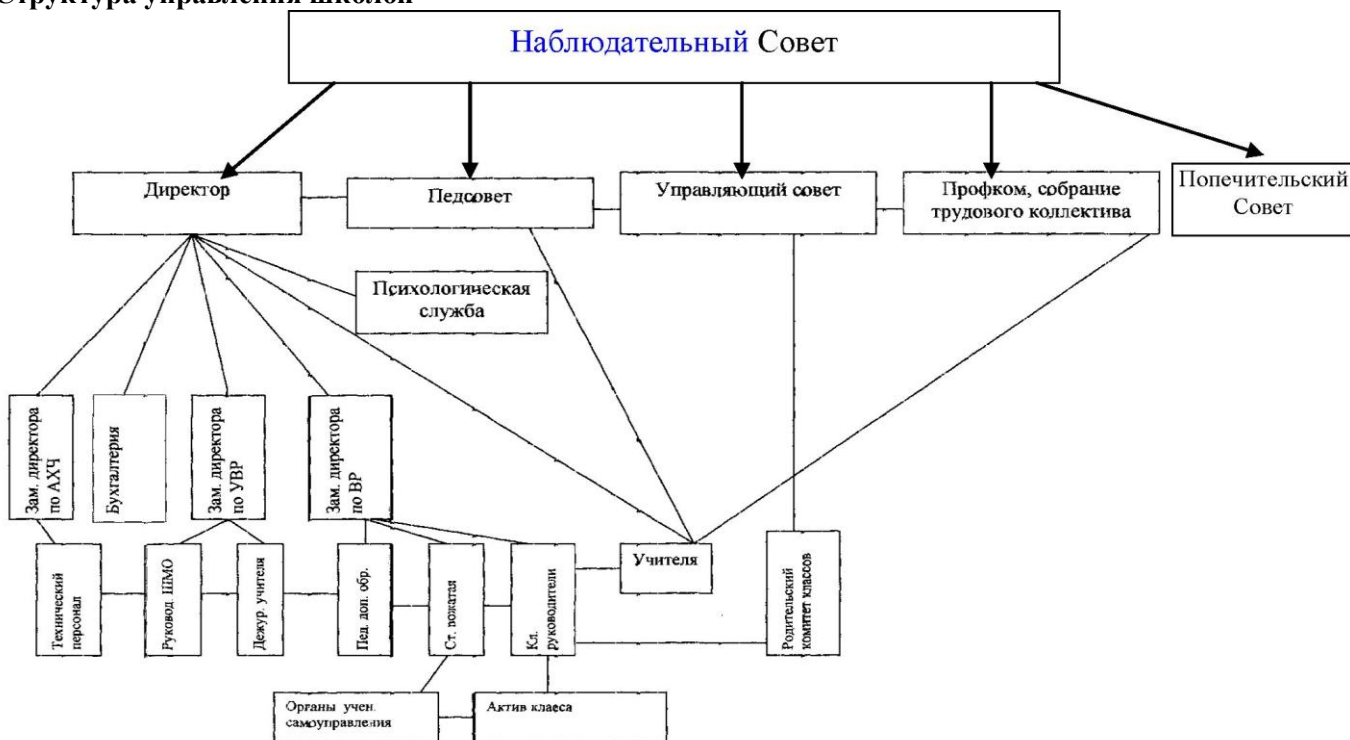 Структура управления школой
Наблюдательный Совет
Директор
Педсовет
Управляющий совет
Профком, собрание
трудового коллектива
Попечительский
Совет
Психологическая
служба
Зам. директора
по АХЧ
Бухгалтерия
Зам. директора
по УВР
Зам. директора
по ВР
Технический
персонал
Руковод. ШМО
Дежур. учителя
Пед. доп. обр.
Ст. вожатая
Кл.
руководители
Учителя
Родительский
комитет классов
Органы учен.
самоуправления
Актив класса